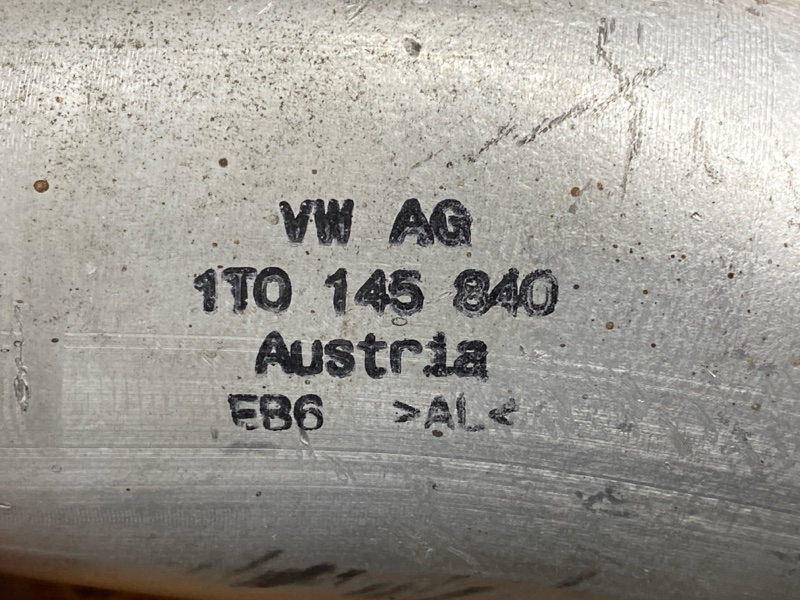 VW AG
1T0 145 840
Austria
EB6 >AL<